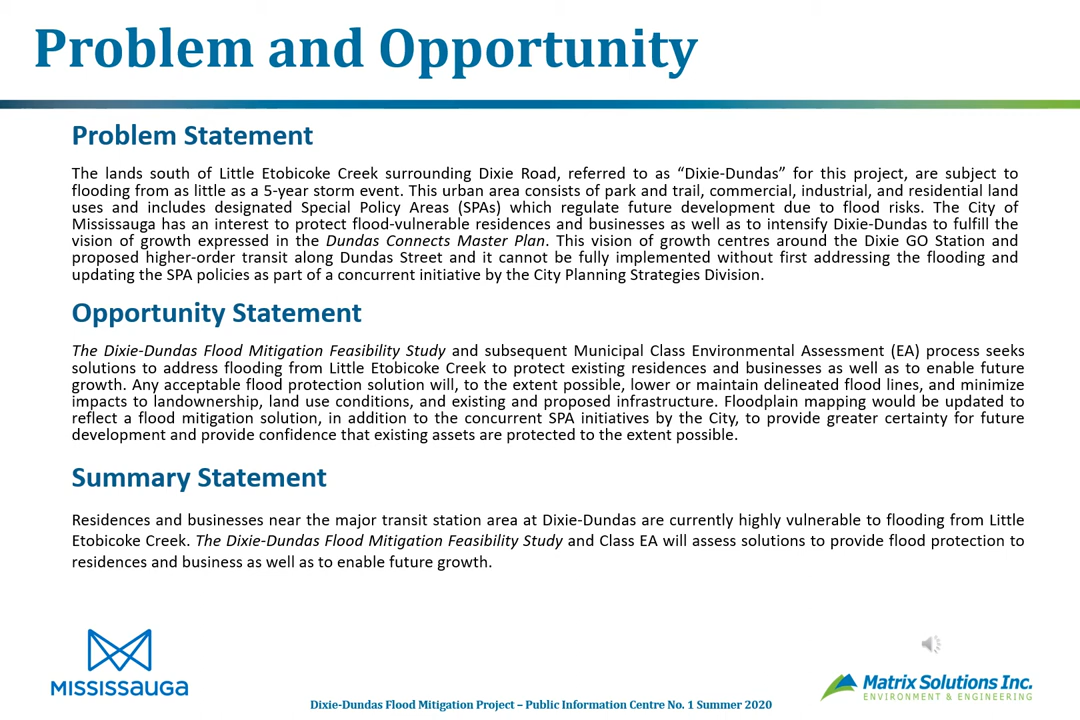 Problem and Opportunity
Problem Statement
The lands south of Little Etobicoke Creek surrounding Dixie Road, referred to as “Dixie-Dundas” for this project, are subject to
flooding from as little as a 5-year storm event. This urban area consists of park and trail, commercial, industrial, and residential land
uses and includes designated Special Policy Areas (SPAs) which regulate future development due to flood risks. The City of
Mississauga has an interest to protect flood-vulnerable residences and businesses as well as to intensify Dixie-Dundas to fulfill the
vision of growth expressed in the Dundas Connects Master Plan. This vision of growth centres around the Dixie GO Station and
proposed higher-order transit along Dundas Street and it cannot be fully implemented without first addressing the flooding and
updating the SPA policies as part of a concurrent initiative by the City Planning Strategies Division.
Opportunity Statement
The Dixie-Dundas Flood Mitigation Feasibility Study and subsequent Municipal Class Environmental Assessment (EA) process seeks
solutions to address flooding from Little Etobicoke Creek to protect existing residences and businesses as well as to enable future
growth. Any acceptable flood protection solution will, to the extent possible, lower or maintain delineated flood lines, and minimize
impacts to landownership, land use conditions, and existing and proposed infrastructure. Floodplain mapping would be updated to
reflect a flood mitigation solution, in addition to the concurrent SPA initiatives by the City, to provide greater certainty for future
development and provide confidence that existing assets are protected to the extent possible.
Summary Statement
Residences and businesses near the major transit station area at Dixie-Dundas are currently highly vulnerable to flooding from Little
Etobicoke Creek. The Dixie-Dundas Flood Mitigation Feasibility Study and Class EA will assess solutions to provide flood protection to
residences and business as well as to enable future growth.
MISSISSAUGA
Matrix Solutions Inc.
ENVIRONMENT & ENGINEERING
Dixie-Dundas Flood Mitigation Project – Public Information Centre No. 1 Summer 2020